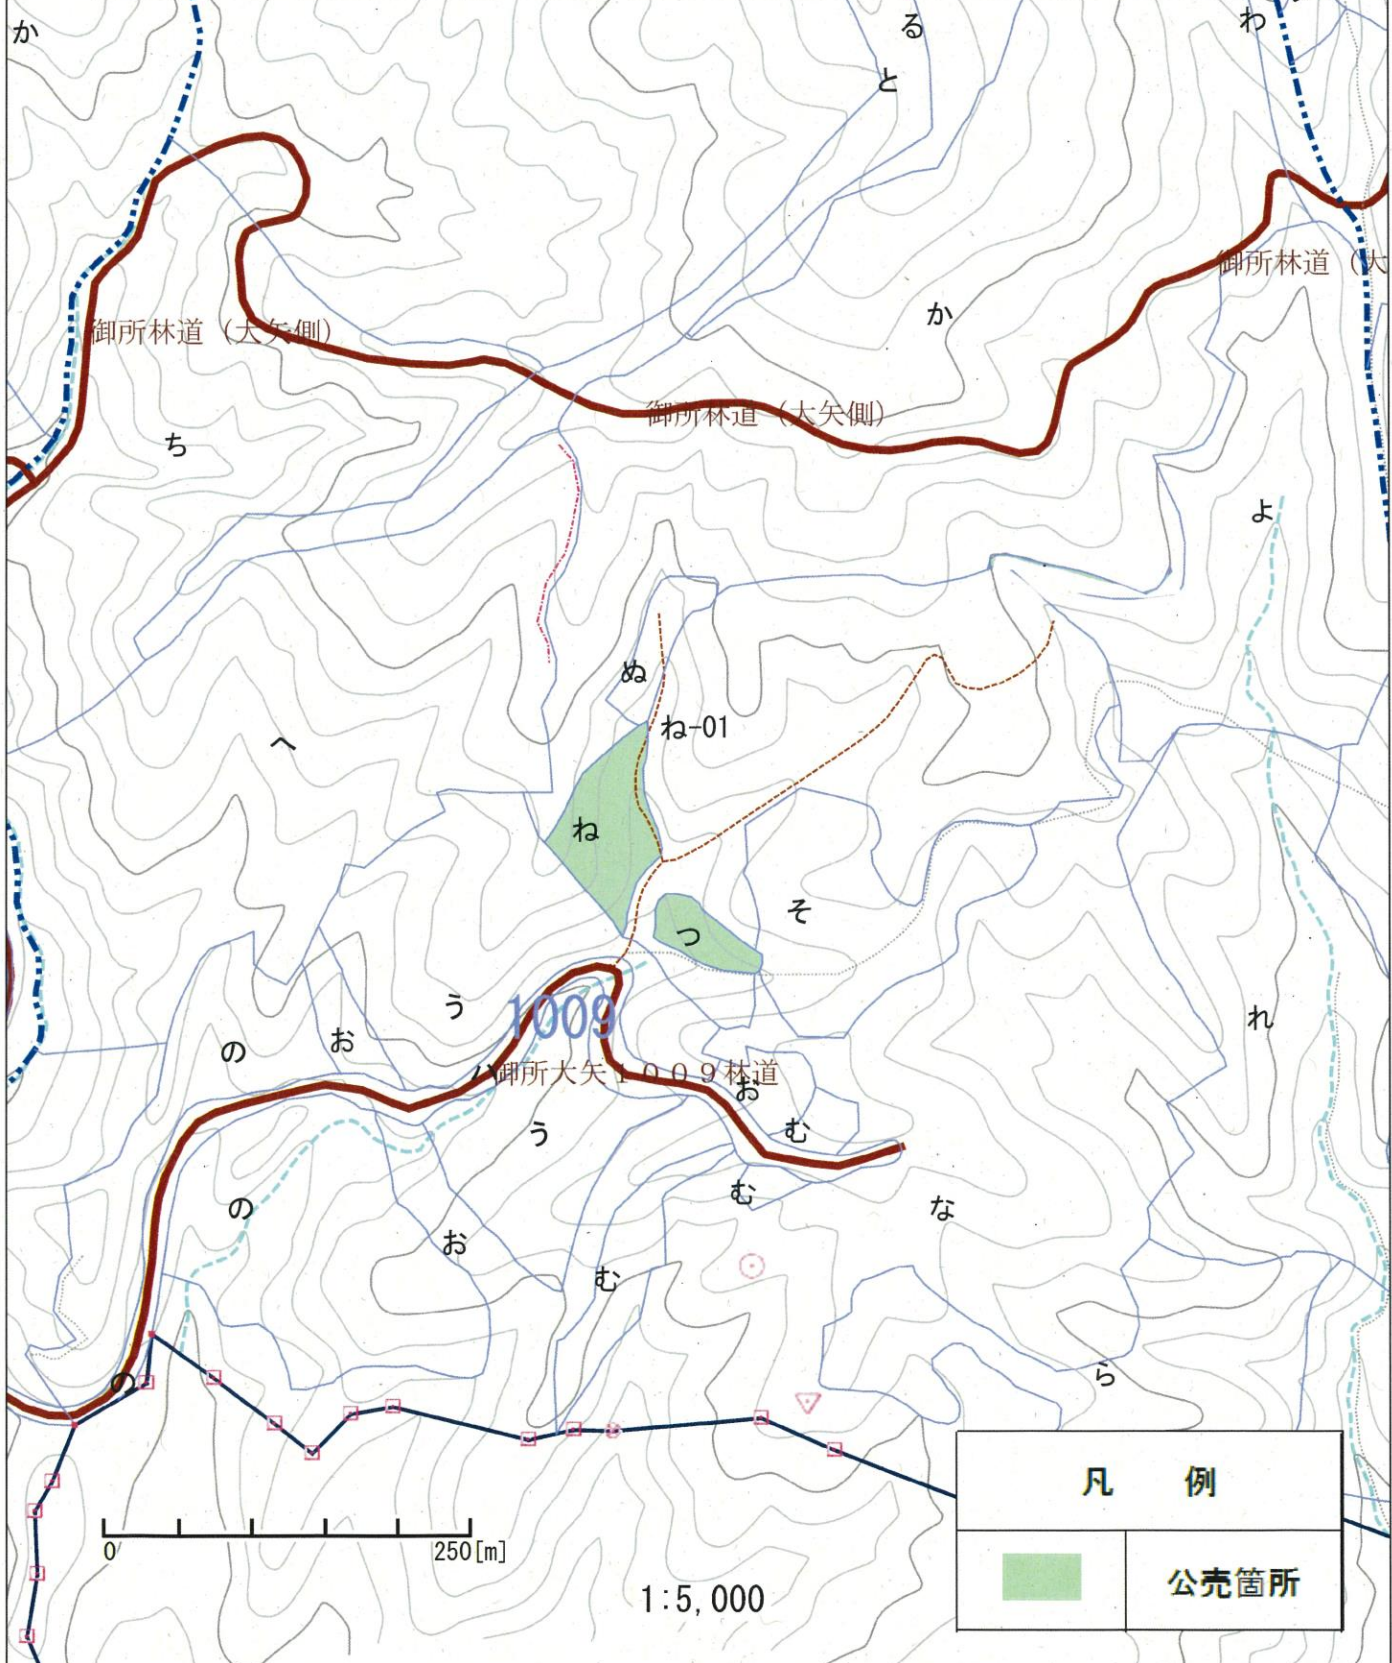 か
る
と
わ
御所林道（大
か
御所林道（大矢側）
御所林道（大矢側）
ち
よ
ぬ
ね-01
へ
ね
そ
つ
う
1009
れ
の
お
ハ
御所大矢１００９林道
お
う
む
む
の
な
お
む
ら
の
凡 例
公売箇所
0
250[m]
1:5,000